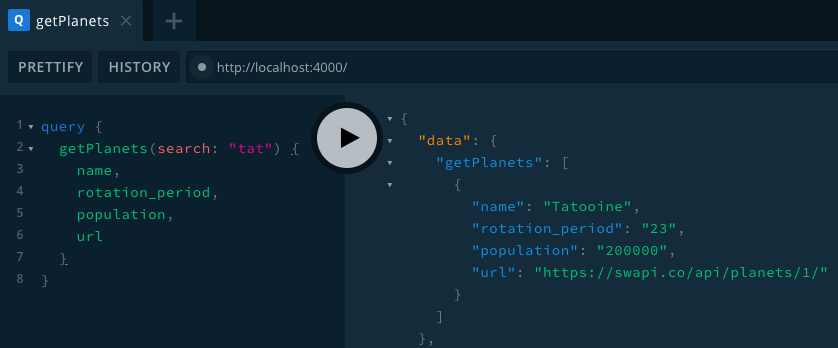 Q getPlanets × +
PRETTIFY HISTORY http://localhost:4000/
1 query {
2 getPlanets(search: "tat") {
3 name,
4 rotation_period,
5 population,
6 url
7 }
8 }
{
"data": {
"getPlanets": [
{
"name": "Tatooine",
"rotation_period": "23",
"population": "200000",
"url": "https://swapi.co/api/planets/1/"
}
]
},